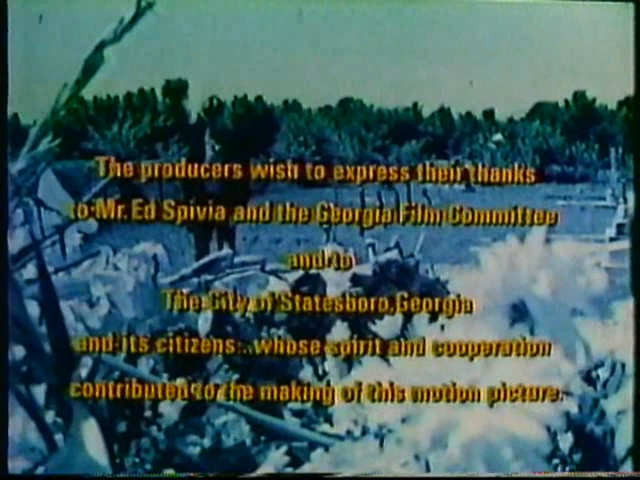 The producers wish to express their thanks
to Mr. Ed Spivia and the Georgia Film Committee
and to
The City of Statesboro, Georgia
and its citizens...whose spirit and cooperation
contributed to the making of this motion picture.